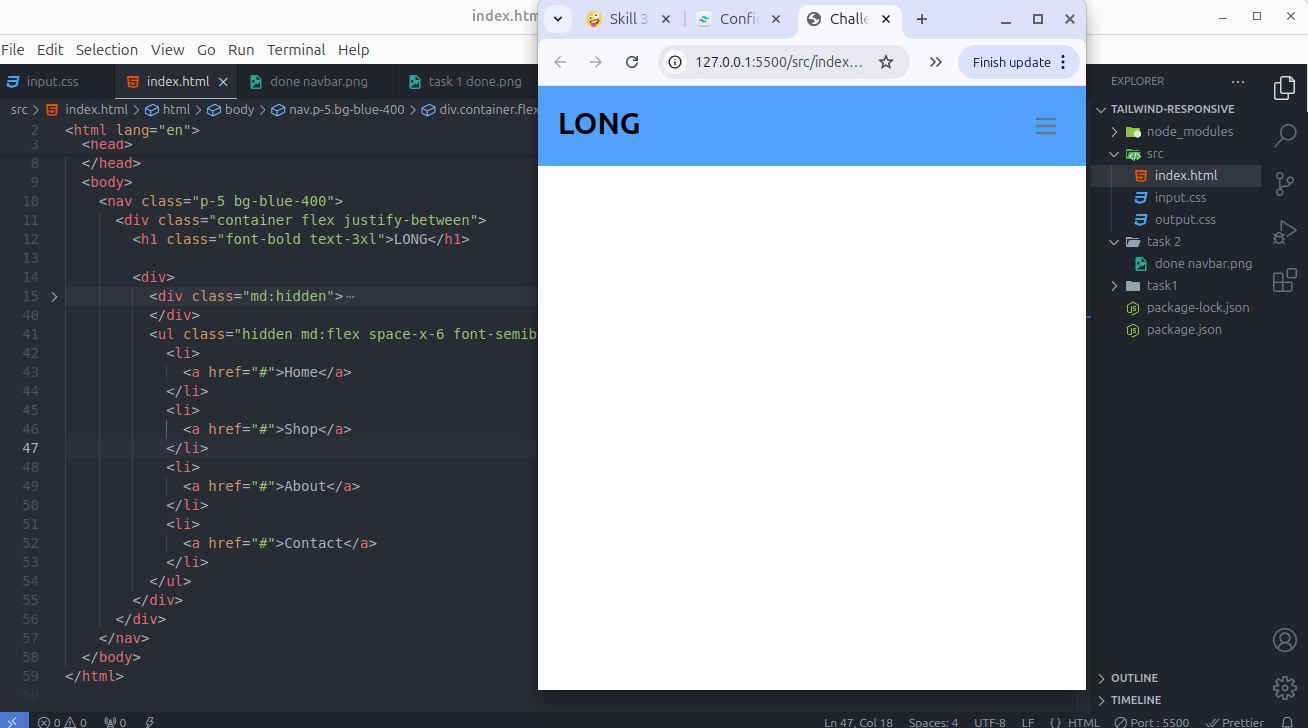 index.htm
File Edit Selection View Go Run Terminal Help
input.css
index.html
done navbar.png
task 1 done.png
src > index.html > html > body > nav.p-5.bg-blue-400 > div.container.flex
2 <html lang="en">
3 <head>
8 </head>
9 <body>
10 <nav class="p-5 bg-blue-400">
11 <div class="container flex justify-between">
12 <h1 class="font-bold text-3xl">LONG</h1>
13
14 <div>
15 <div class="md:hidden">⋯
40 </div>
41 <ul class="hidden md:flex space-x-6 font-semib
42 <li>
43 <a href="#">Home</a>
44 </li>
45 <li>
46 <a href="#">Shop</a>
47 </li>
48 <li>
49 <a href="#">About</a>
50 </li>
51 <li>
52 <a href="#">Contact</a>
53 </li>
54 </ul>
55 </div>
56 </div>
57 </nav>
58 </body>
59 </html>
60
Skill 3
Config
Challe
127.0.0.1:5500/src/index...
Finish update
LONG
EXPLORER
TAILWIND-RESPONSIVE
node_modules
src
index.html
input.css
output.css
task 2
done navbar.png
task1
package-lock.json
package.json
OUTLINE
TIMELINE
0 0 0
Ln 47, Col 18 Spaces: 4 UTF-8 LF {} HTML Port : 5500 Prettier